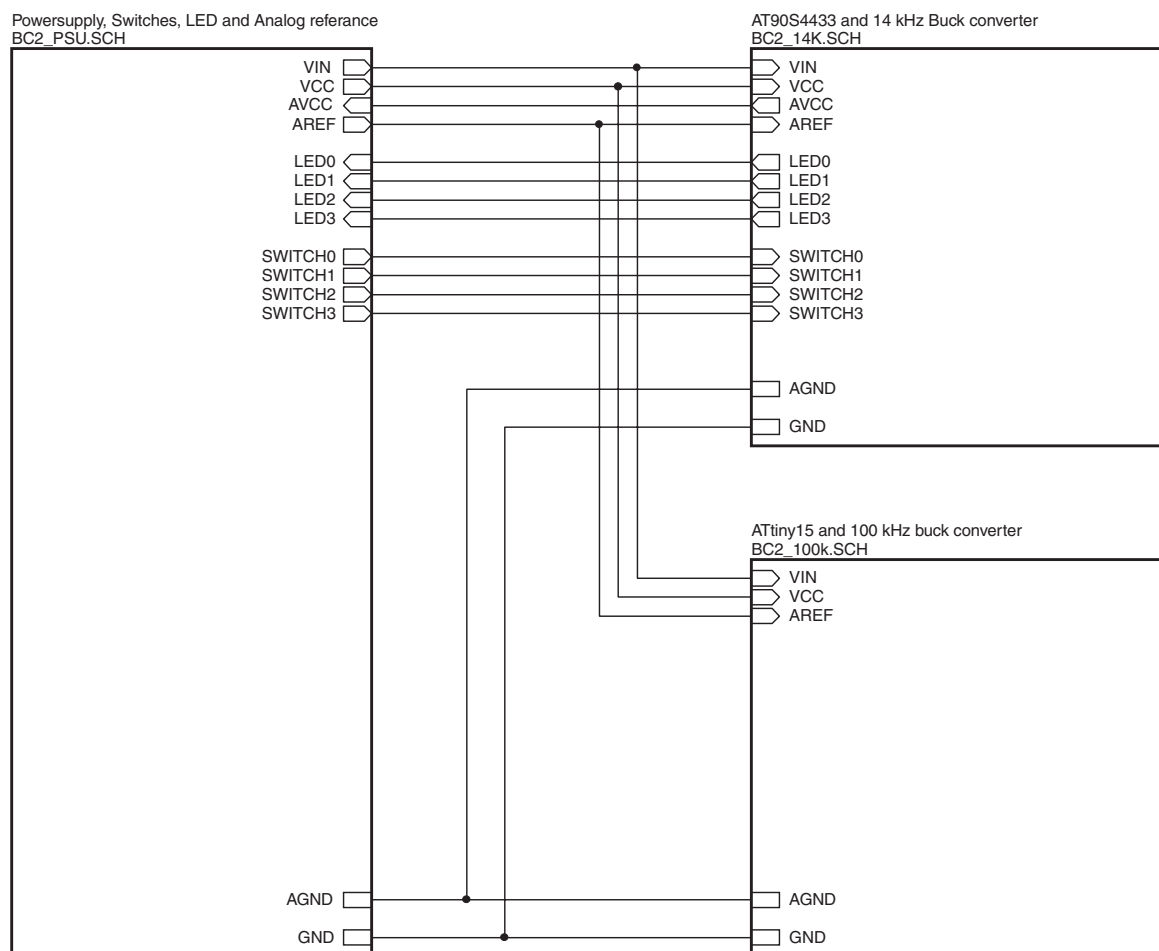 Powersupply, Switches, LED and Analog referance
BC2_PSU.SCH
VIN
VCC
AVCC
AREF
LED0
LED1
LED2
LED3
SWITCH0
SWITCH1
SWITCH2
SWITCH3
AGND
GND
AT90S4433 and 14 kHz Buck converter
BC2_14K.SCH
VIN
VCC
AVCC
AREF
LED0
LED1
LED2
LED3
SWITCH0
SWITCH1
SWITCH2
SWITCH3
AGND
GND
ATtiny15 and 100 kHz buck converter
BC2_100k.SCH
VIN
VCC
AREF
AGND
GND